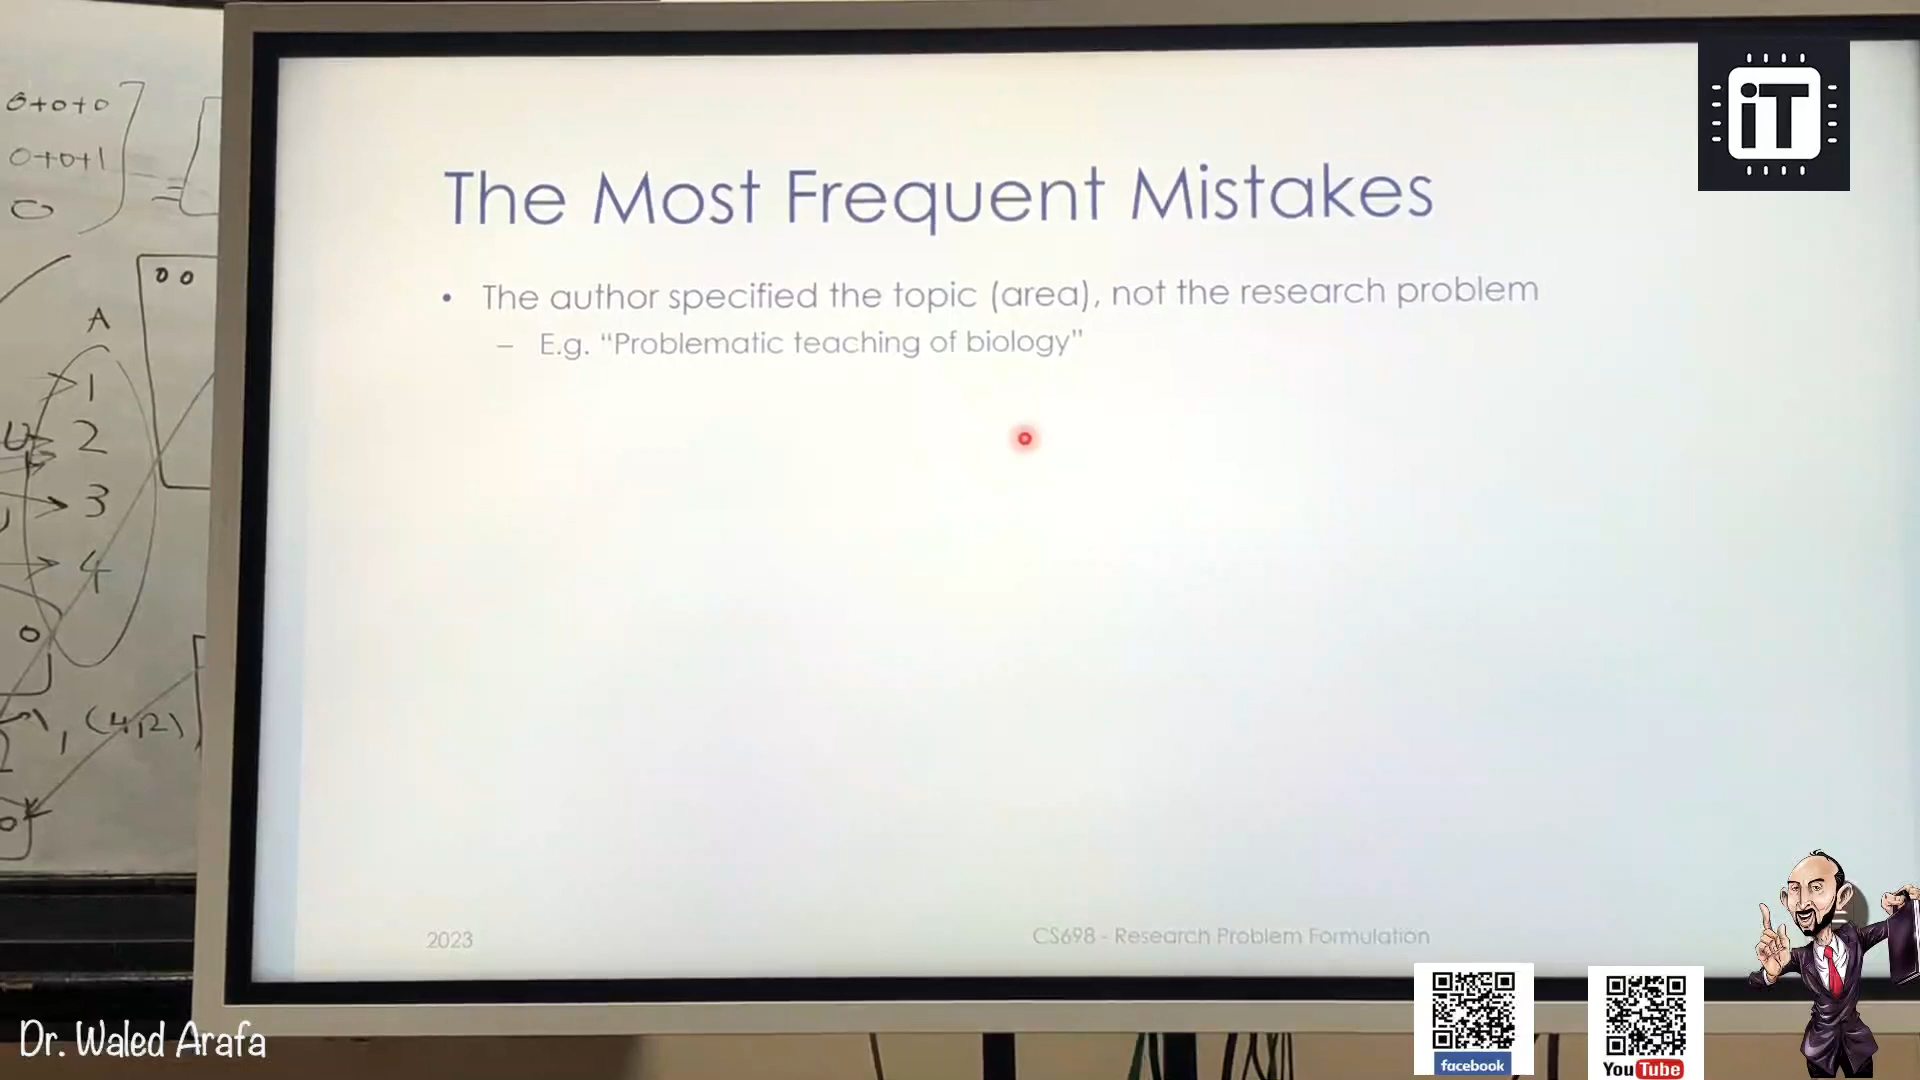 0+0+0
0+0+1
0
A
1
2
3
4
0
, (4,2)
iT
The Most Frequent Mistakes
• The author specified the topic (area), not the research problem
– E.g. “Problematic teaching of biology”
2023
CS698 - Research Problem Formulation
Dr. Waled Arafa
facebook
YouTube